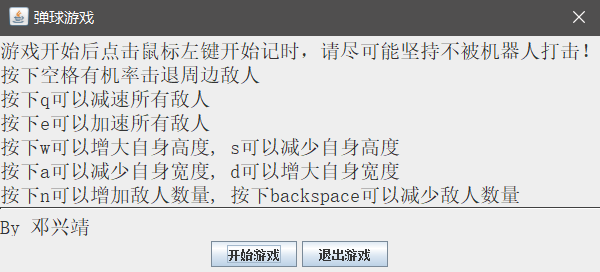 弹球游戏
游戏开始后点击鼠标左键开始记时，请尽可能坚持不被机器人打击！
按下空格有机率击退周边敌人
按下q可以减速所有敌人
按下e可以加速所有敌人
按下w可以增大自身高度, s可以减少自身高度
按下a可以减少自身宽度, d可以增大自身宽度
按下n可以增加敌人数量, 按下backspace可以减少敌人数量
By 邓兴靖
开始游戏 退出游戏